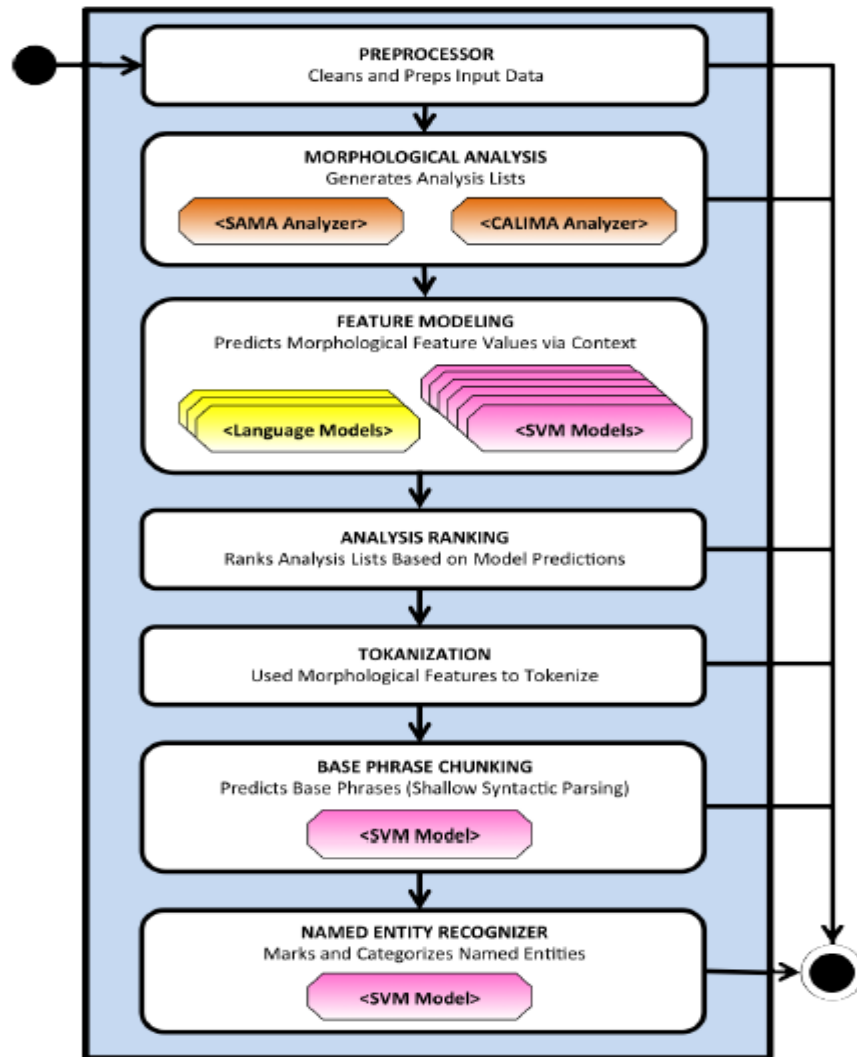 PREPROCESSOR
Cleans and Preps Input Data
MORPHOLOGICAL ANALYSIS
Generates Analysis Lists
<SAMA Analyzer> <CALIMA Analyzer>
FEATURE MODELING
Predicts Morphological Feature Values via Context
<Language Models> <SVM Models>
ANALYSIS RANKING
Ranks Analysis Lists Based on Model Predictions
TOKANIZATION
Used Morphological Features to Tokenize
BASE PHRASE CHUNKING
Predicts Base Phrases (Shallow Syntactic Parsing)
<SVM Model>
NAMED ENTITY RECOGNIZER
Marks and Categorizes Named Entities
<SVM Model>